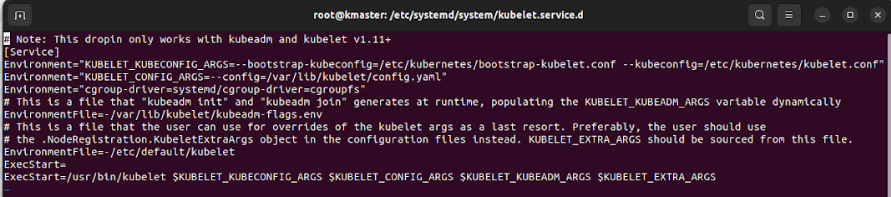 root@kmaster: /etc/systemd/system/kubelet.service.d
# Note: This dropin only works with kubeadm and kubelet v1.11+
[Service]
Environment="KUBELET_KUBECONFIG_ARGS=--bootstrap-kubeconfig=/etc/kubernetes/bootstrap-kubelet.conf --kubeconfig=/etc/kubernetes/kubelet.conf"
Environment="KUBELET_CONFIG_ARGS=--config=/var/lib/kubelet/config.yaml"
Environment="cgroup-driver=systemd/cgroup-driver=cgroupfs"
# This is a file that "kubeadm init" and "kubeadm join" generates at runtime, populating the KUBELET_KUBEADM_ARGS variable dynamically
EnvironmentFile=-/var/lib/kubelet/kubeadm-flags.env
# This is a file that the user can use for overrides of the kubelet args as a last resort. Preferably, the user should use
# the .NodeRegistration.KubeletExtraArgs object in the configuration files instead. KUBELET_EXTRA_ARGS should be sourced from this file.
EnvironmentFile=-/etc/default/kubelet
ExecStart=
ExecStart=/usr/bin/kubelet $KUBELET_KUBECONFIG_ARGS $KUBELET_CONFIG_ARGS $KUBELET_KUBEADM_ARGS $KUBELET_EXTRA_ARGS
~